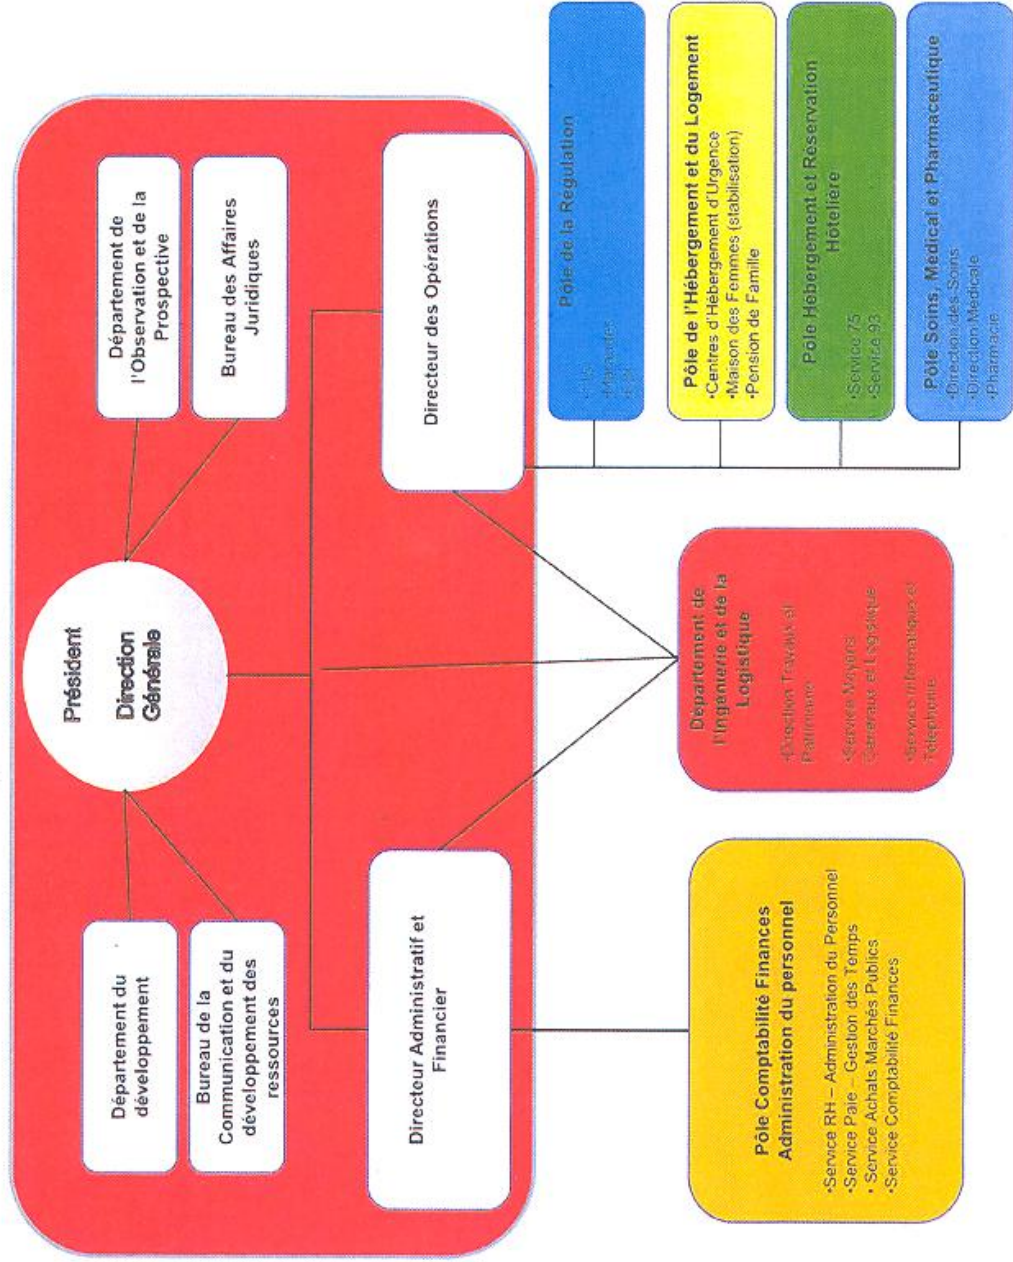 Président
Direction
Générale
Département du
développement
Bureau de la
Communication et du
développement des
ressources
Département de
l'Observation et de la
Prospective
Bureau des Affaires
Juridiques
Directeur Administratif et
Financier
Directeur des Opérations
Pôle Comptabilité Finances
Administration du personnel
•Service RH – Administration du Personnel
•Service Paie – Gestion des Temps
• Service Achats Marchés Publics
•Service Comptabilité Finances
Département de
l'Ingénierie et de la
Logistique
•Direction Travaux et
Patrimoine
•Service Moyens
Généraux et Logistique
•Service Informatique et
Téléphonie
Pôle de la Régulation
•Maraudes
Pôle de l'Hébergement et du Logement
•Centres d'Hébergement d'Urgence
•Maison des Femmes (stabilisation)
•Pension de Famille
Pôle Hébergement et Réservation
Hôtelière
•Service 75
•Service 93
Pôle Soins, Médical et Pharmaceutique
•Direction des Soins
•Direction Médicale
•Pharmacie